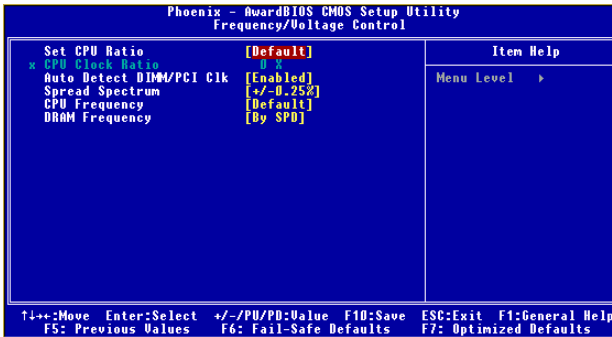 Phoenix - AwardBIOS CMOS Setup Utility
Frequency/Voltage Control
Set CPU Ratio [Default]
x CPU Clock Ratio 0 X
Auto Detect DIMM/PCI Clk [Enabled]
Spread Spectrum [+/-0.25%]
CPU Frequency [Default]
DRAM Frequency [By SPD]
Item Help
Menu Level ▸
↑↓→←:Move Enter:Select +/-/PU/PD:Value F10:Save ESC:Exit F1:General Help
F5: Previous Values F6: Fail-Safe Defaults F7: Optimized Defaults